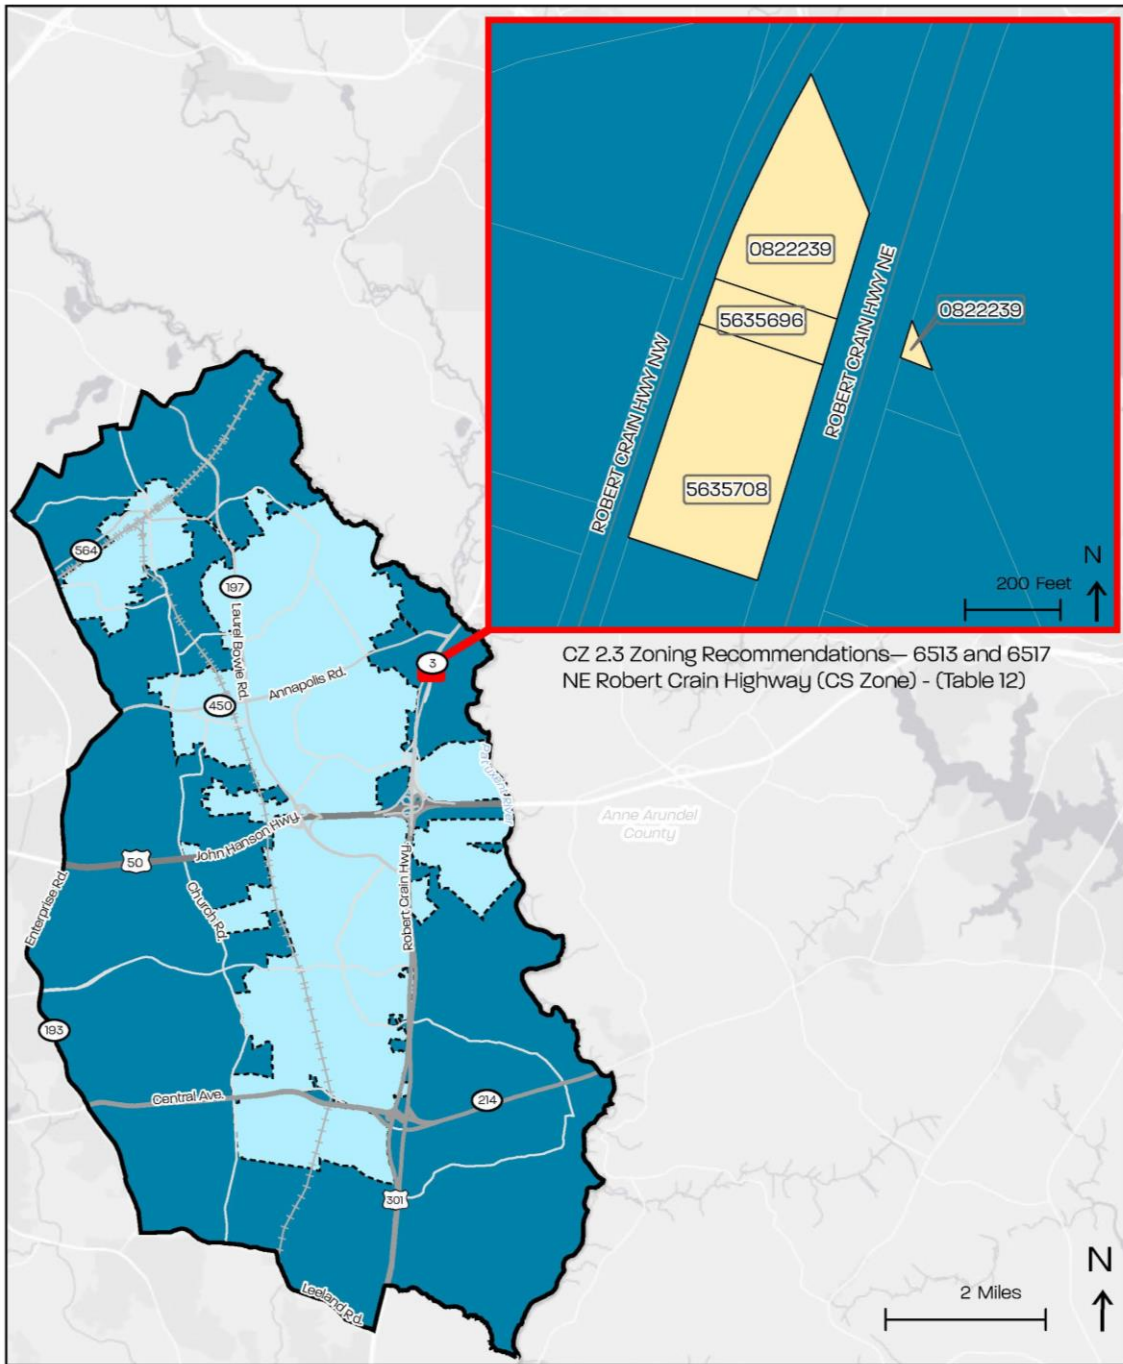 0822239
5635696
0822239
5635708
ROBERT CRAIN HWY NW
ROBERT CRAIN HWY NE
N
200 Feet
CZ 2.3 Zoning Recommendations— 6513 and 6517
NE Robert Crain Highway (CS Zone) - (Table 12)
564
197
Laurel Bowie Rd.
3
Annapolis Rd.
450
Patuxent River
Anne Arundel
County
John Hanson Hwy.
50
Enterprise Rd.
Church Rd.
Robert Crain Hwy.
193
Central Ave.
214
301
Leeland Rd.
N
2 Miles